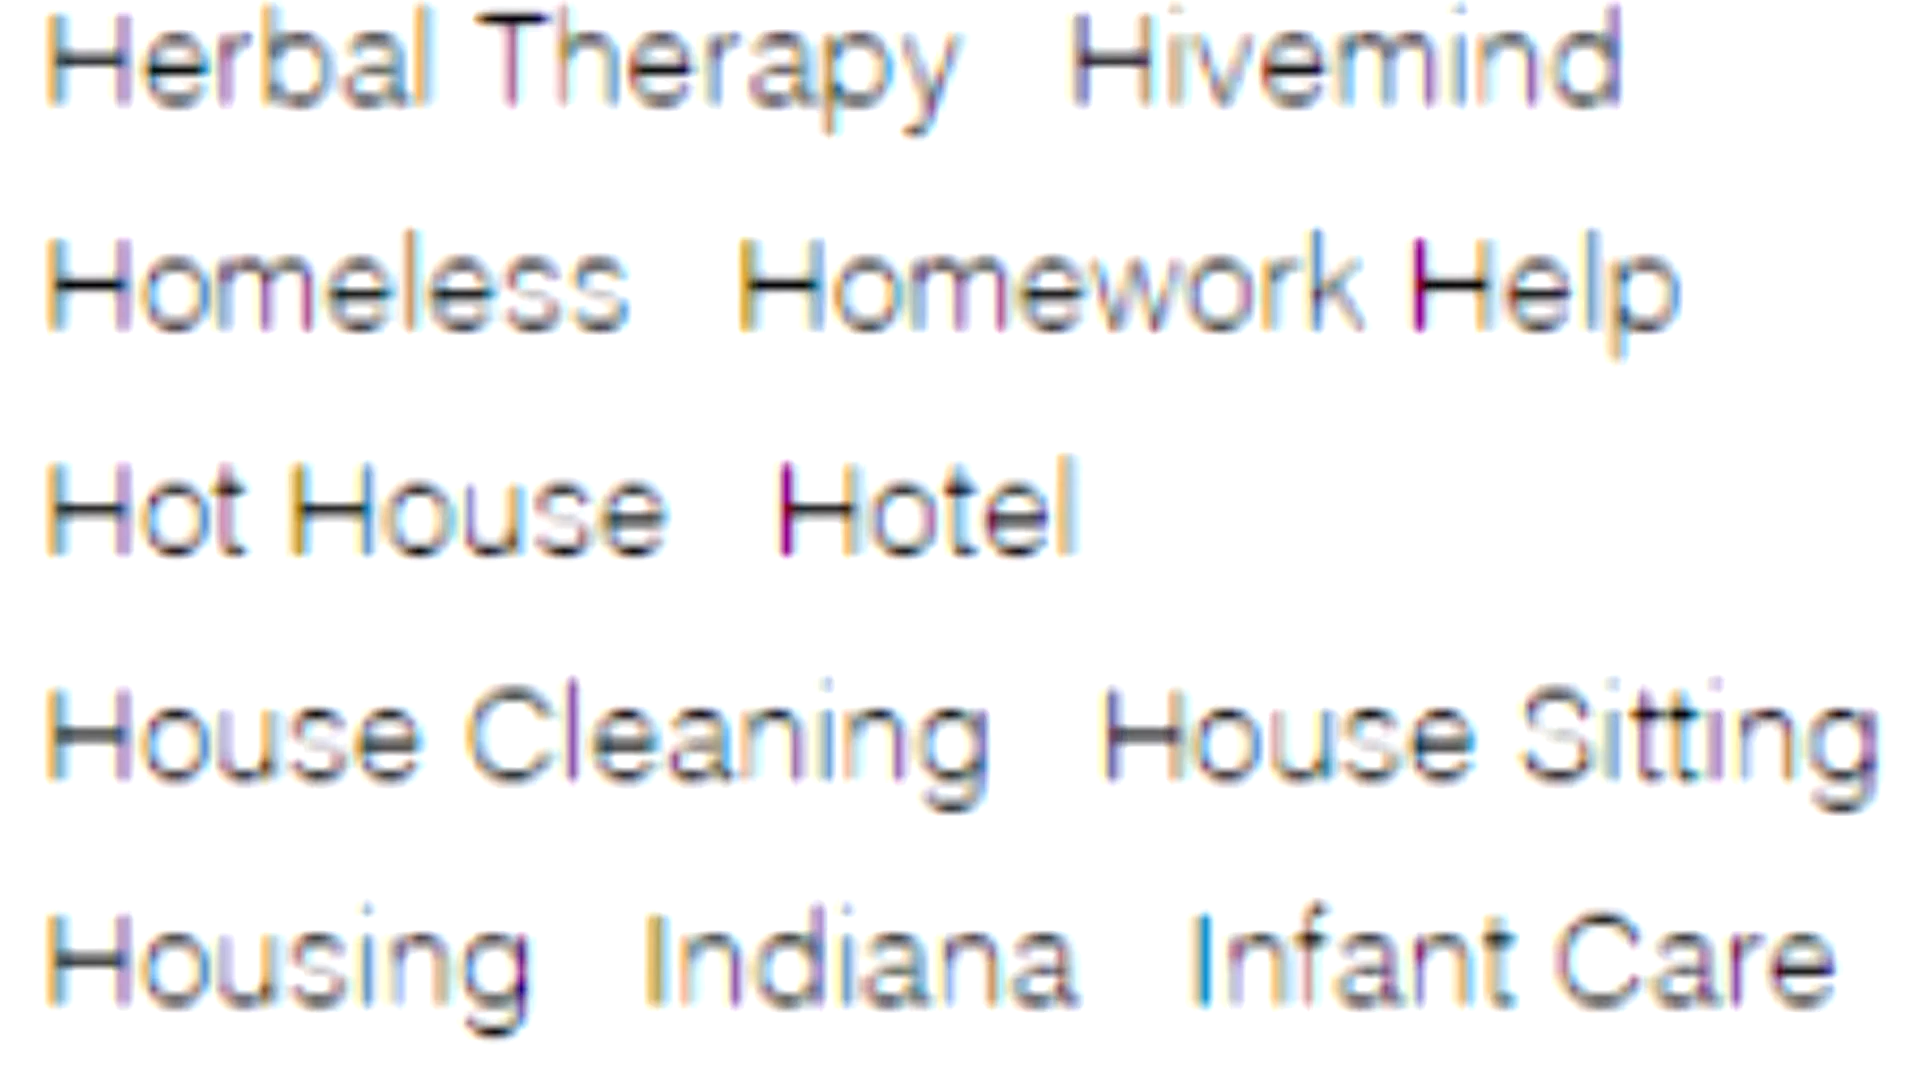 Herbal Therapy Hivemind
Homeless Homework Help
Hot House Hotel
House Cleaning House Sitting
Housing Indiana Infant Care